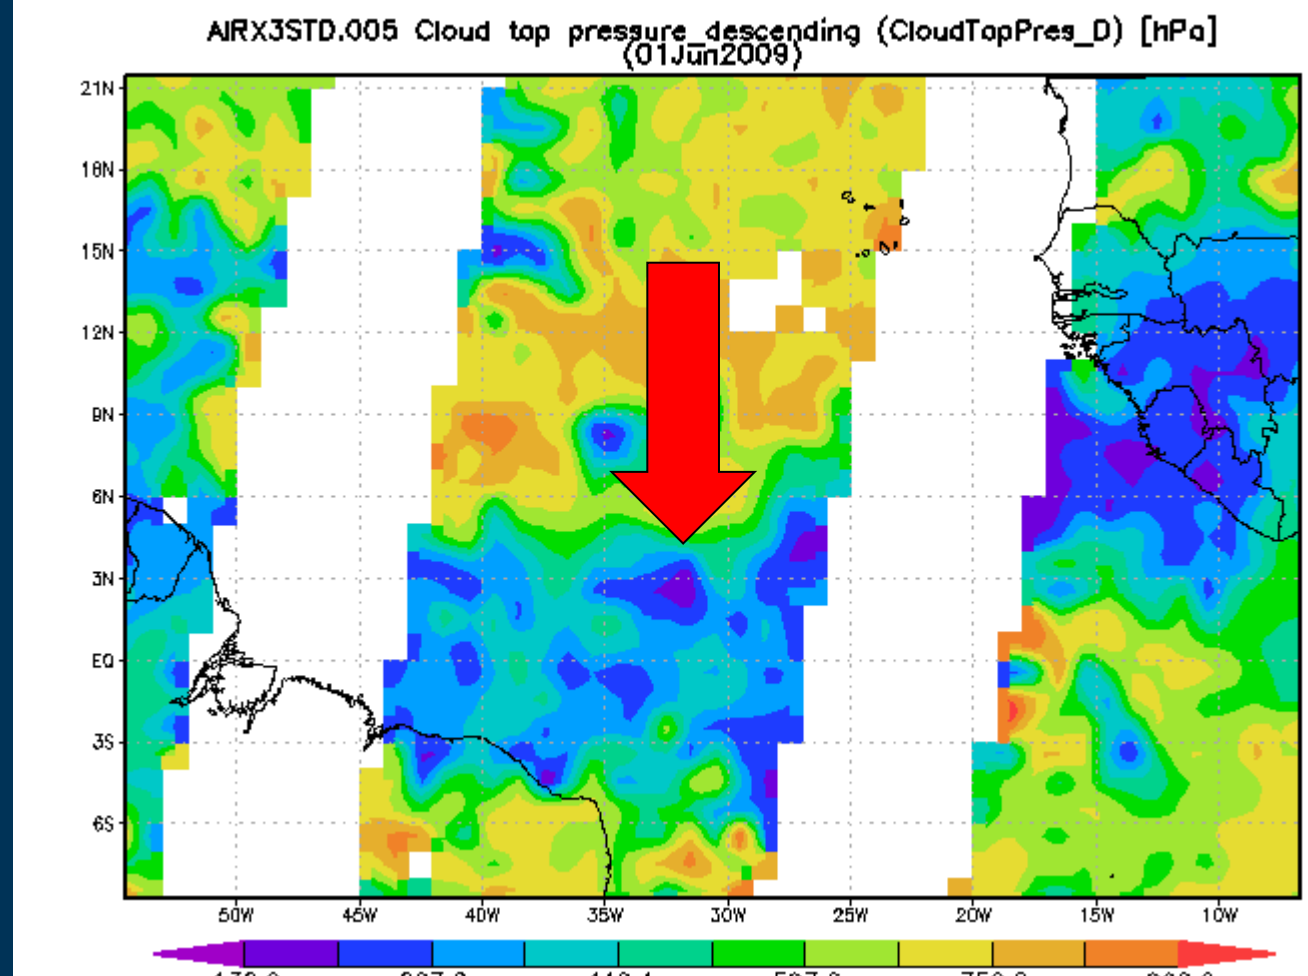 AIRX3STD.005 Cloud top pressure_descending (CloudTopPres_D) [hPa]
(01Jun2009)
21N
18N
15N
12N
9N
6N
3N
EQ
3S
6S
50W 45W 40W 35W 30W 25W 20W 15W 10W